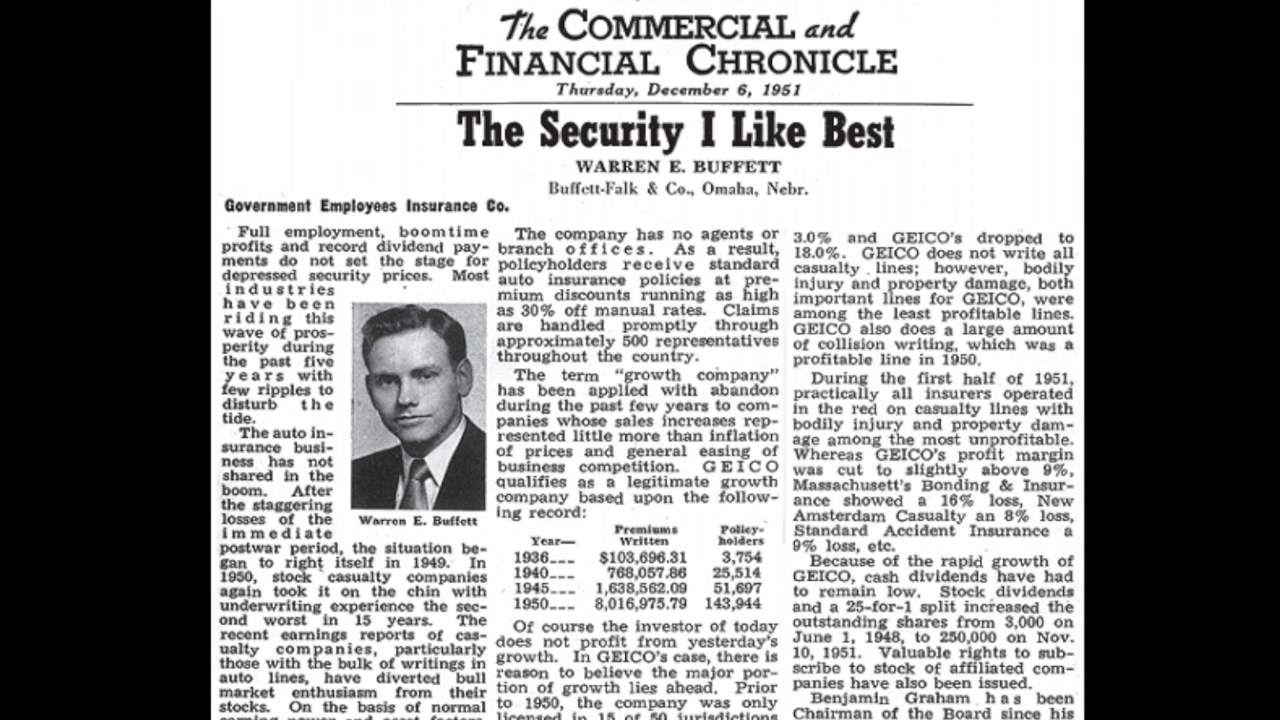 The COMMERCIAL and
FINANCIAL CHRONICLE
Thursday, December 6, 1951
The Security I Like Best
WARREN E. BUFFETT
Buffett-Falk & Co., Omaha, Nebr.
Government Employees Insurance Co.
Full employment, boomtime
profits and record dividend pay-
ments do not set the stage for
depressed security prices. Most
industries
have been
riding this
wave of pros-
perity during
the past five
years with
few ripples to
disturb the
tide.
The auto in-
surance busi-
ness has not
shared in the
boom. After
the staggering
losses of the
immediate
postwar period, the situation be-
gan to right itself in 1949. In
1950, stock casualty companies
again took it on the chin with
underwriting experience the sec-
ond worst in 15 years. The
recent earnings reports of cas-
ualty companies, particularly
those with the bulk of writings in
auto lines, have diverted bull
market enthusiasm from their
stocks. On the basis of normal
Warren E. Buffett
The company has no agents or
branch offices. As a result,
policyholders receive standard
auto insurance policies at pre-
mium discounts running as high
as 30% off manual rates. Claims
are handled promptly through
approximately 500 representatives
throughout the country.
The term "growth company"
has been applied with abandon
during the past few years to com-
panies whose sales increases rep-
resented little more than inflation
of prices and general easing of
business competition. GEICO
qualifies as a legitimate growth
company based upon the follow-
ing record:
Premiums Policy-
Year— Written holders
1936--- $103,696.31 3,754
1940--- 768,057.86 25,514
1945--- 1,638,562.09 51,697
1950--- 8,016,975.79 143,944
Of course the investor of today
does not profit from yesterday's
growth. In GEICO's case, there is
reason to believe the major por-
tion of growth lies ahead. Prior
to 1950, the company was only
licensed in 15 of 50 jurisdictions
3.0% and GEICO's dropped to
18.0%. GEICO does not write all
casualty lines; however, bodily
injury and property damage, both
important lines for GEICO, were
among the least profitable lines.
GEICO also does a large amount
of collision writing, which was a
profitable line in 1950.
During the first half of 1951,
practically all insurers operated
in the red on casualty lines with
bodily injury and property dam-
age among the most unprofitable.
Whereas GEICO's profit margin
was cut to slightly above 9%,
Massachusett's Bonding & Insur-
ance showed a 16% loss, New
Amsterdam Casualty an 8% loss,
Standard Accident Insurance a
9% loss, etc.
Because of the rapid growth of
GEICO, cash dividends have had
to remain low. Stock dividends
and a 25-for-1 split increased the
outstanding shares from 3,000 on
June 1, 1948, to 250,000 on Nov.
10, 1951. Valuable rights to sub-
scribe to stock of affiliated com-
panies have also been issued.
Benjamin Graham has been
Chairman of the Board since his